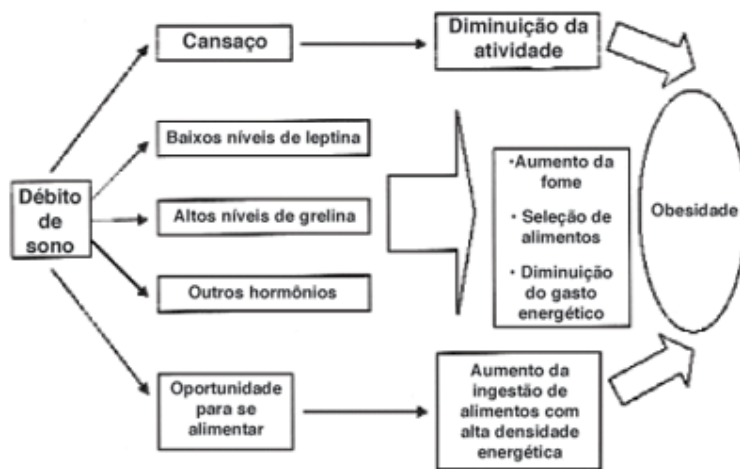 Cansaço
Diminuição da
atividade
Baixos níveis de leptina
Débito
de
sono
Altos níveis de grelina
Outros hormônios
•Aumento da
fome
• Seleção de
alimentos
• Diminuição
do gasto
energético
Obesidade
Oportunidade
para se
alimentar
Aumento da
ingestão de
alimentos com
alta densidade
energética